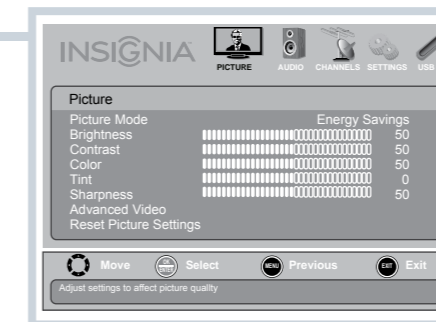 INSIGNIA
PICTURE AUDIO CHANNELS SETTINGS USB
Picture
Picture Mode Energy Savings
Brightness 50
Contrast 50
Color 50
Tint 0
Sharpness 50
Advanced Video
Reset Picture Settings
Move OK ENTER Select MENU Previous EXIT Exit
Adjust settings to affect picture quality